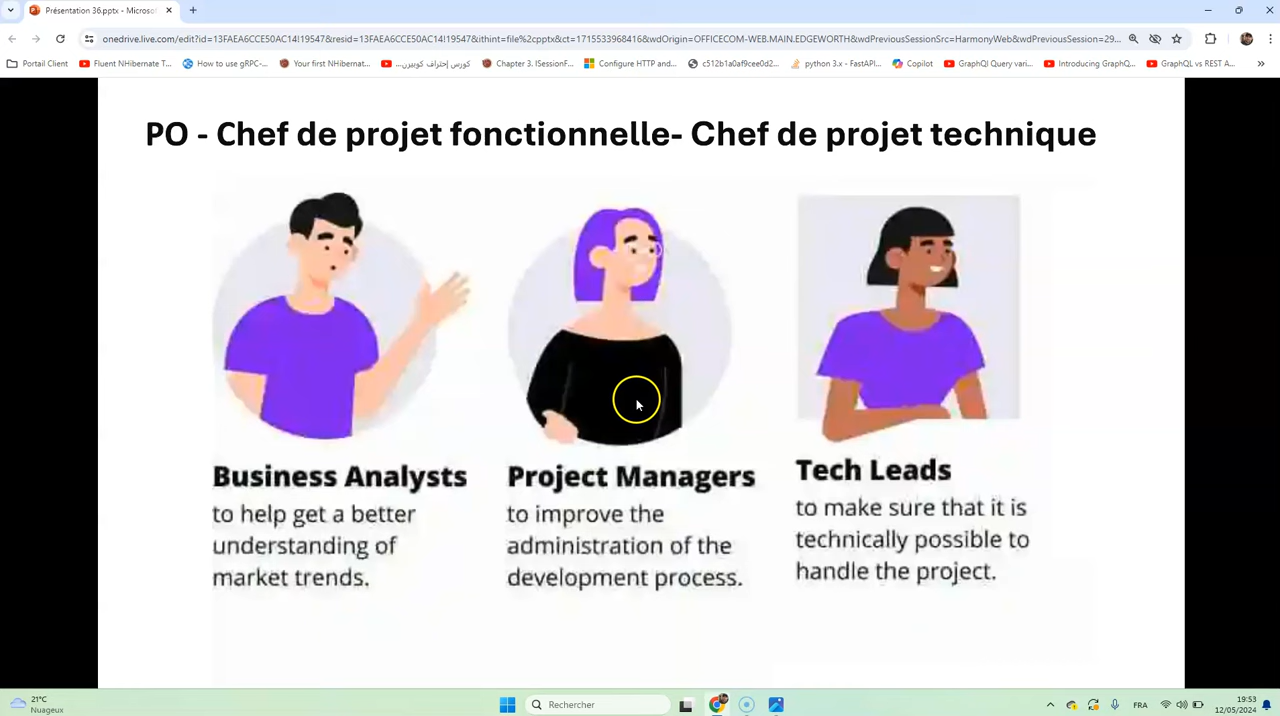 Présentation 36.pptx - Microsof
onedrive.live.com/edit?id=13FAEA6CCE50AC14!19547&resid=13FAEA6CCE50AC14!19547&ithint=file%2cpptx&ct=1715533968416&wdOrigin=OFFICECOM-WEB.MAIN.EDGEWORTH&wdPreviousSessionSrc=HarmonyWeb&wdPreviousSession=29...
Portail Client
Fluent NHibernate T...
How to use gRPC-...
Your first NHibernat...
كورس إحتراف كويبرن...
Chapter 3. ISessionF...
Configure HTTP and...
c512b1a0af9cee0d2...
python 3.x - FastAPI...
Copilot
GraphQl Query vari...
Introducing GraphQ...
GraphQL vs REST A...
PO - Chef de projet fonctionnelle- Chef de projet technique
Business Analysts
to help get a better
understanding of
market trends.
Project Managers
to improve the
administration of the
development process.
Tech Leads
to make sure that it is
technically possible to
handle the project.
21°C
Nuageux
Rechercher
FRA
19:53
12/05/2024